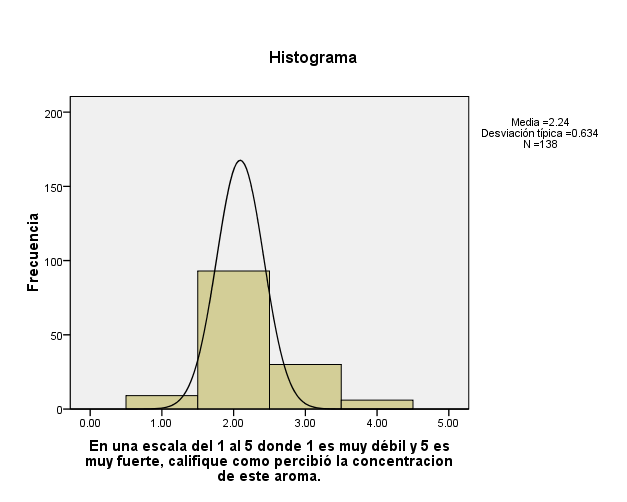 Histograma
Media =2.24
Desviación típica =0.634
N =138
Frecuencia
200
150
100
50
0
0.00 1.00 2.00 3.00 4.00 5.00
En una escala del 1 al 5 donde 1 es muy débil y 5 es
muy fuerte, califique como percibió la concentracion
de este aroma.